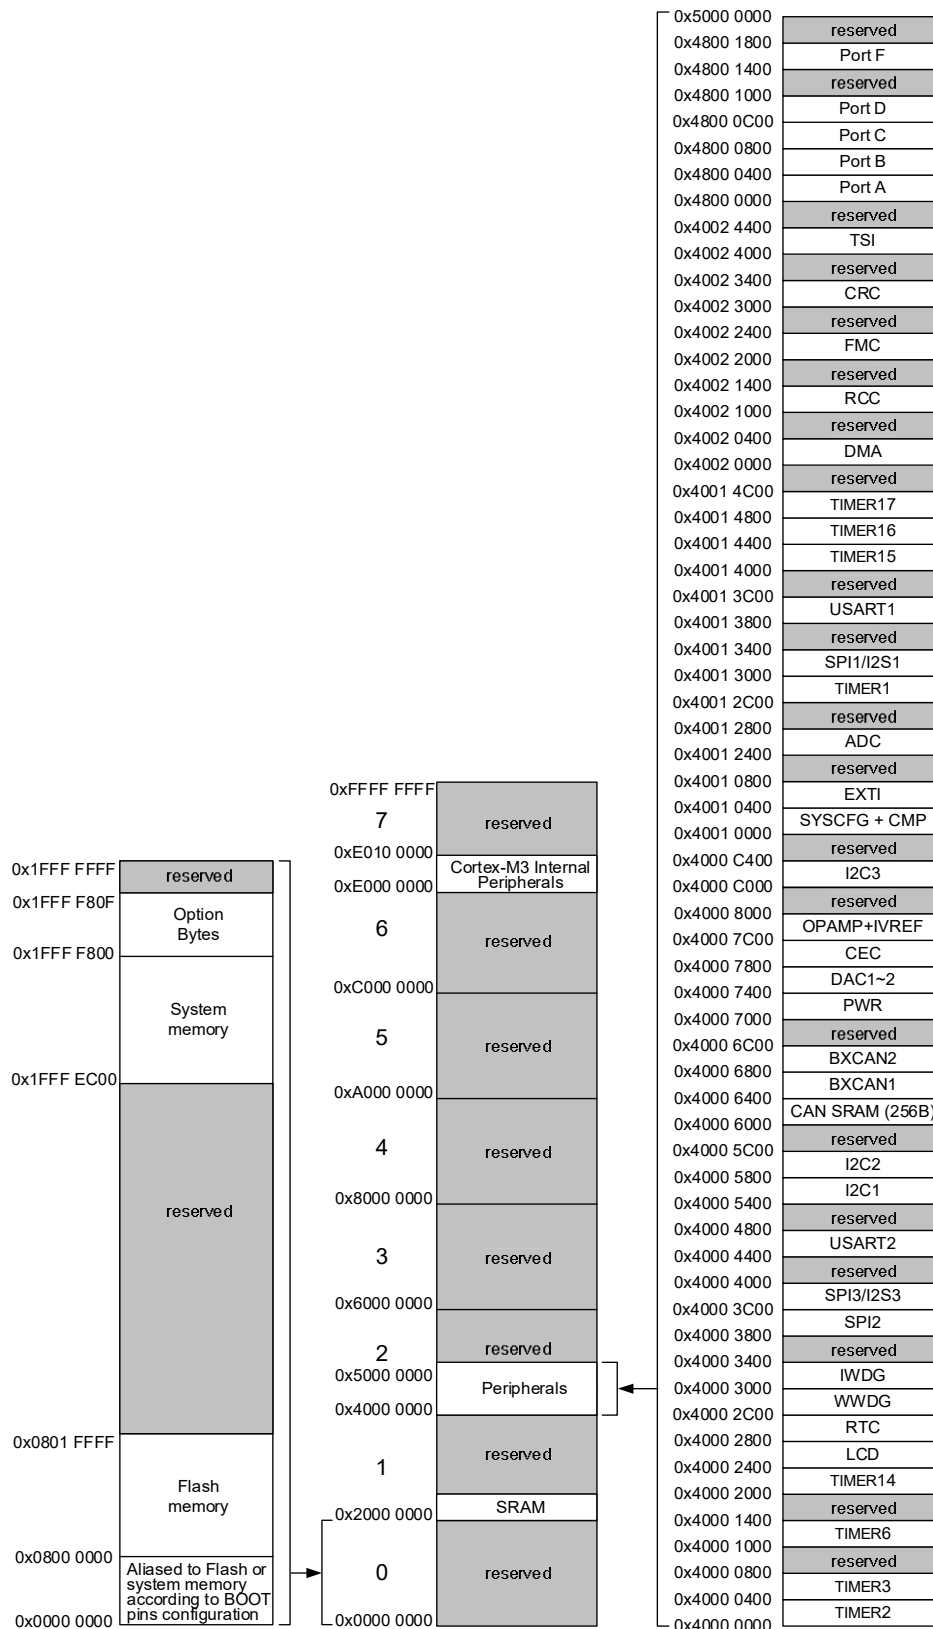 0x1FFF FFFF
reserved
0x1FFF F80F
Option
Bytes
0x1FFF F800
System
memory
0x1FFF EC00
reserved
0x0801 FFFF
Flash
memory
0x0800 0000
Aliased to Flash or
system memory
according to BOOT
pins configuration
0x0000 0000
0xFFFF FFFF
7
reserved
0xE010 0000
Cortex-M3 Internal
Peripherals
0xE000 0000
6
reserved
0xC000 0000
5
reserved
0xA000 0000
4
reserved
0x8000 0000
3
reserved
0x6000 0000
2
reserved
0x5000 0000
Peripherals
0x4000 0000
1
reserved
SRAM
0x2000 0000
0
reserved
0x0000 0000
0x5000 0000
reserved
0x4800 1800
Port F
0x4800 1400
reserved
0x4800 1000
Port D
0x4800 0C00
Port C
0x4800 0800
Port B
0x4800 0400
Port A
0x4800 0000
reserved
0x4002 4400
TSI
0x4002 4000
reserved
0x4002 3400
CRC
0x4002 3000
reserved
0x4002 2400
FMC
0x4002 2000
reserved
0x4002 1400
RCC
0x4002 1000
reserved
0x4002 0400
DMA
0x4002 0000
reserved
0x4001 4C00
TIMER17
0x4001 4800
TIMER16
0x4001 4400
TIMER15
0x4001 4000
reserved
0x4001 3C00
USART1
0x4001 3800
reserved
0x4001 3400
SPI1/I2S1
0x4001 3000
TIMER1
0x4001 2C00
reserved
0x4001 2800
ADC
0x4001 2400
reserved
0x4001 0800
EXTI
0x4001 0400
SYSCFG + CMP
0x4001 0000
reserved
0x4000 C400
I2C3
0x4000 C000
reserved
0x4000 8000
OPAMP+IVREF
0x4000 7C00
CEC
0x4000 7800
DAC1~2
0x4000 7400
PWR
0x4000 7000
reserved
0x4000 6C00
BXCAN2
0x4000 6800
BXCAN1
0x4000 6400
CAN SRAM (256B)
0x4000 6000
reserved
0x4000 5C00
I2C2
0x4000 5800
I2C1
0x4000 5400
reserved
0x4000 4800
USART2
0x4000 4400
reserved
0x4000 4000
SPI3/I2S3
0x4000 3C00
SPI2
0x4000 3800
reserved
0x4000 3400
IWDG
0x4000 3000
WWDG
0x4000 2C00
RTC
0x4000 2800
LCD
0x4000 2400
TIMER14
0x4000 2000
reserved
0x4000 1400
TIMER6
0x4000 1000
reserved
0x4000 0800
TIMER3
0x4000 0400
TIMER2
0x4000 0000